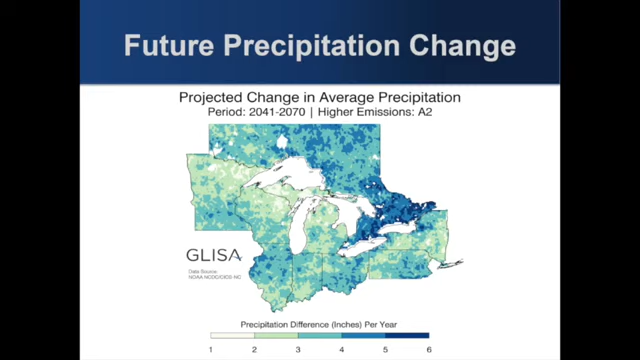 Future Precipitation Change
Projected Change in Average Precipitation
Period: 2041-2070 | Higher Emissions: A2
GLISA
Data Source
NOAA NCDC/CICS-NC
Precipitation Difference (Inches) Per Year
1 2 3 4 5 6